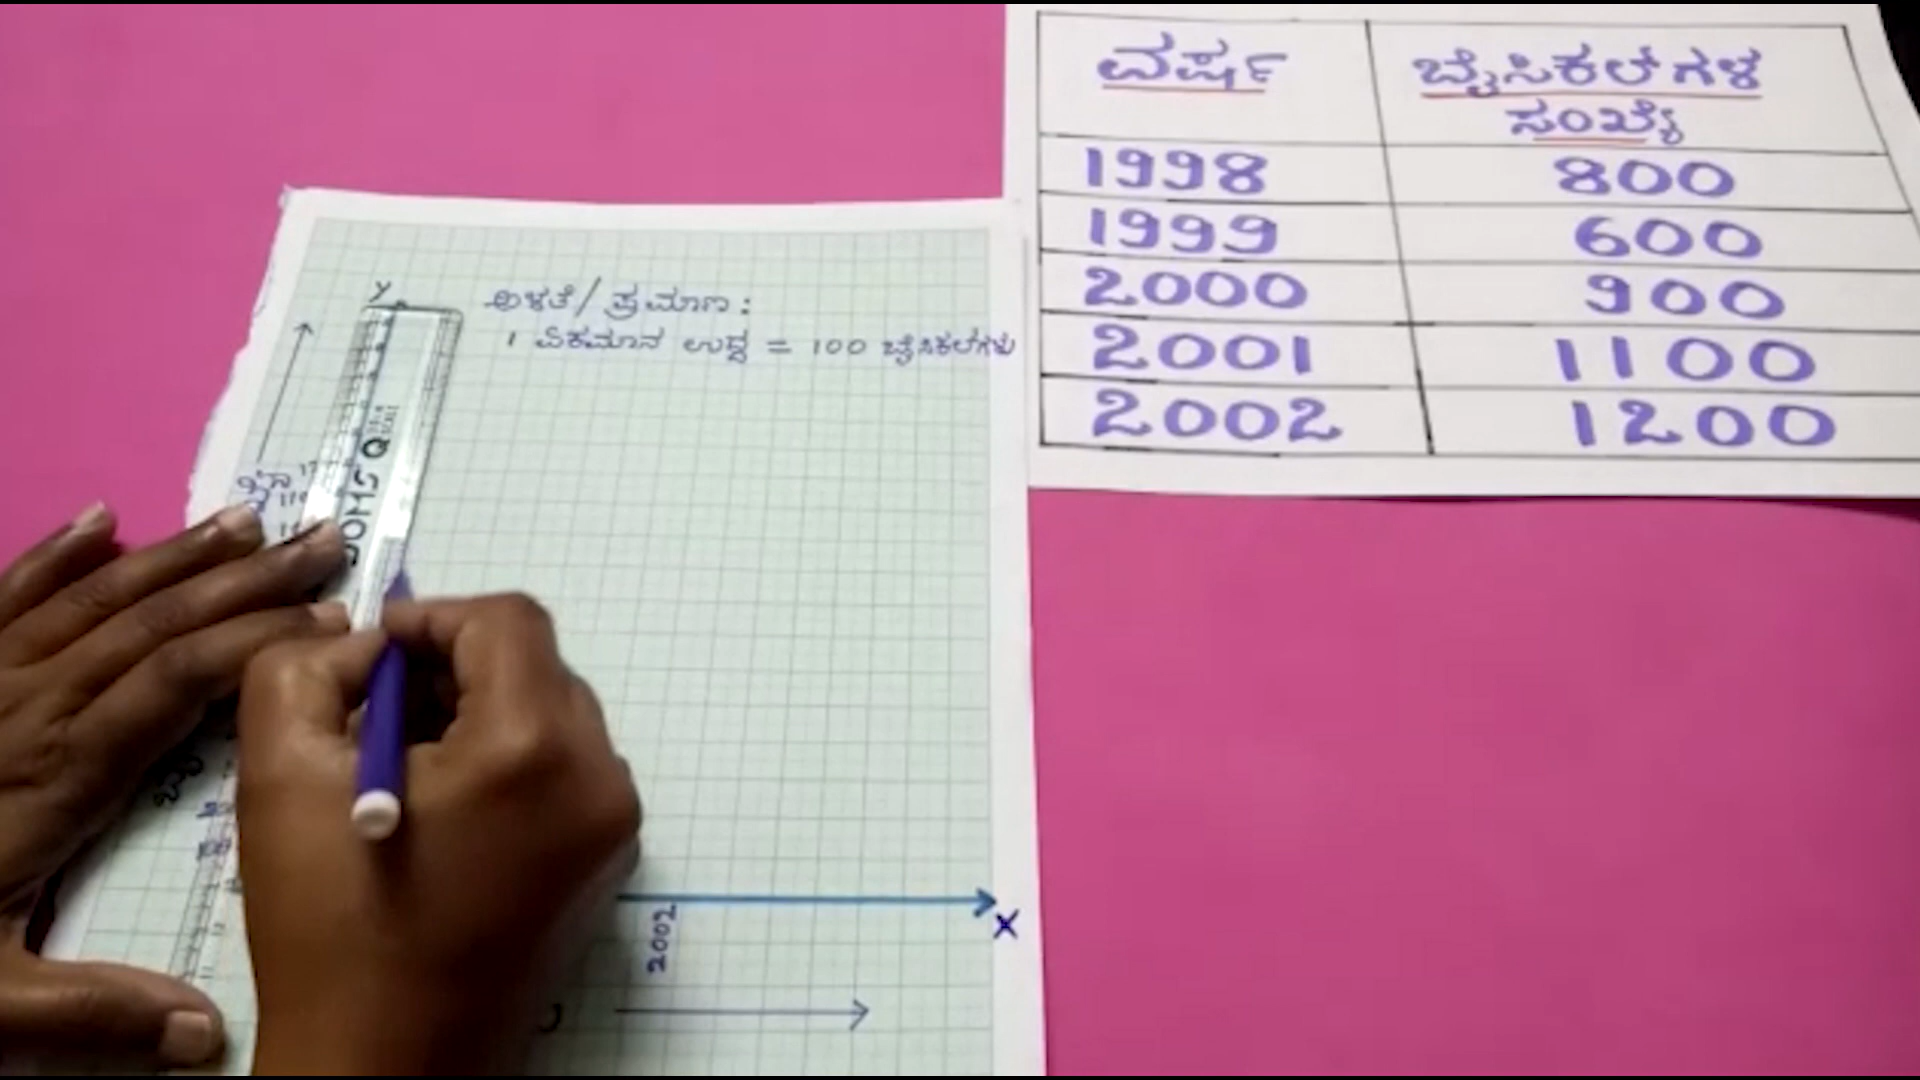 ವರ್ಷ ಬೈಸಿಕಲ್‌ಗಳ
ಸಂಖ್ಯೆ
1998 800
1999 600
2000 900
2001 1100
2002 1200
Y
ಅಳತೆ/ಪ್ರಮಾಣ:
1 ಏಕಮಾನ ಉದ್ದ = 100 ಬೈಸಿಕಲ್‌ಗಳು
DOMS Q
2002
X